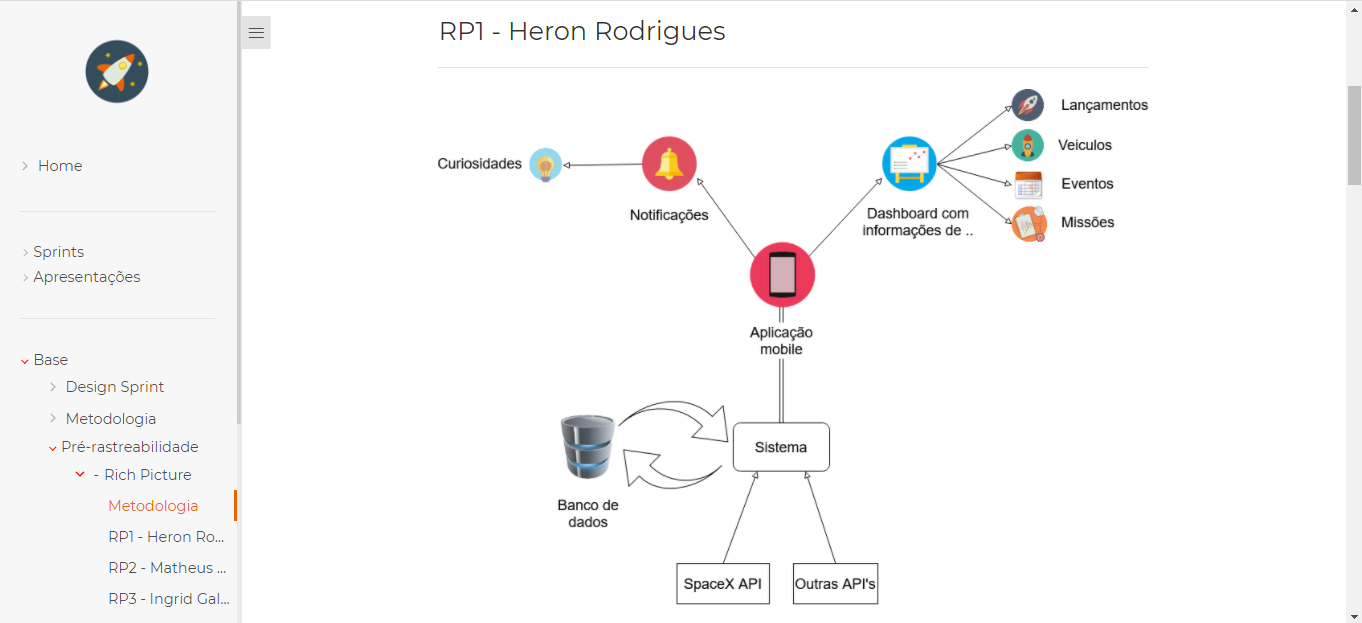 Home
Sprints
Apresentações
Base
Design Sprint
Metodologia
Pré-rastreabilidade
- Rich Picture
Metodologia
RP1 - Heron Ro...
RP2 - Matheus ...
RP3 - Ingrid Gal...
RP1 - Heron Rodrigues
Curiosidades
Notificações
Dashboard com
informações de ..
Lançamentos
Veiculos
Eventos
Missões
Aplicação
mobile
Banco de
dados
Sistema
SpaceX API
Outras API's